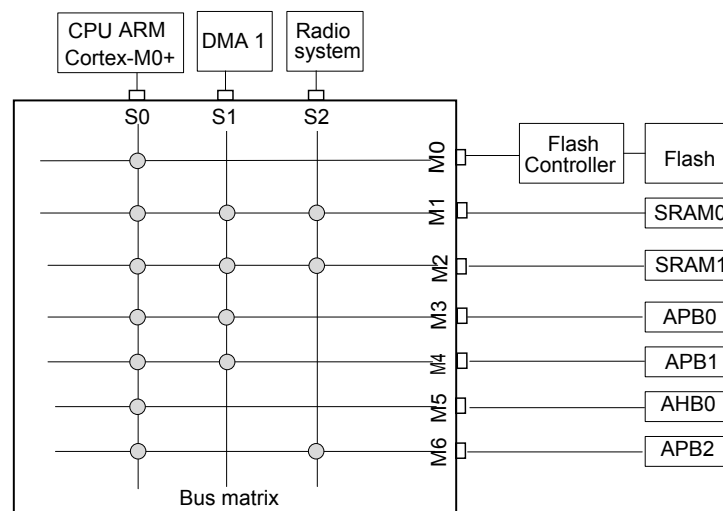 CPU ARM
Cortex-M0+
DMA 1
Radio
system
S0
S1
S2
M0
Flash
Controller
Flash
M1
SRAM0
M2
SRAM1
M3
APB0
M4
APB1
M5
AHB0
M6
APB2
Bus matrix